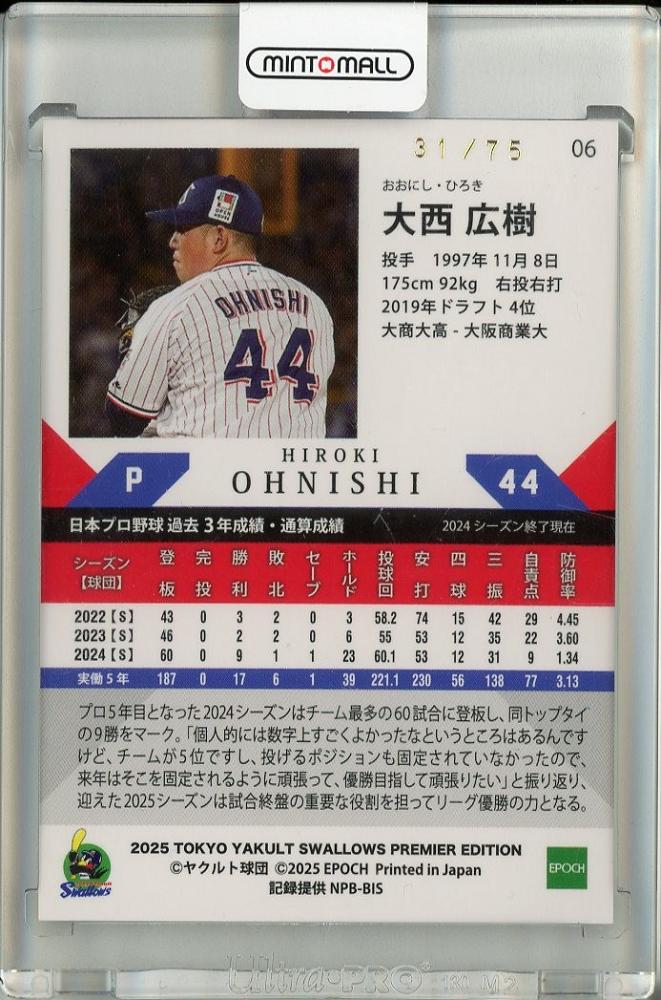 MINTMALL
31/75
06
おおにし・ひろき
大西 広樹
投手 1997年 11月 8日
175cm 92kg 右投右打
2019年ドラフト 4位
大商大高 - 大阪商業大
OPEN HOUSE
OHNISHI
44
P
HIROKI
OHNISHI
44
日本プロ野球 過去 3年成績・通算成績 2024 シーズン終了現在
シーズン【球団】 登板 完投 勝利 敗北 セーブ ホールド 投球回 安打 四球 三振 自責点 防御率
2022【S】 43 0 3 2 0 3 58.2 74 15 42 29 4.45
2023【S】 46 0 2 2 0 6 55 53 12 35 22 3.60
2024【S】 60 0 9 1 1 23 60.1 53 12 31 9 1.34
実働 5 年 187 0 17 6 1 39 221.1 230 56 138 77 3.13
プロ5年目となった2024シーズンはチーム最多の60試合に登板し、同トップタイ
の9勝をマーク。「個人的には数字上すごくよかったなというところはあるんです
けど、チームが5位ですし、投げるポジションも固定されていなかったので、
来年はそこを固定されるように頑張って、優勝目指して頑張りたい」と振り返り、
迎えた2025シーズンは試合終盤の重要な役割を担ってリーグ優勝の力となる。
Swallows
2025 TOKYO YAKULT SWALLOWS PREMIER EDITION
©ヤクルト球団 ©2025 EPOCH Printed in Japan
記録提供 NPB-BIS
EPOCH
Ultra•PRO